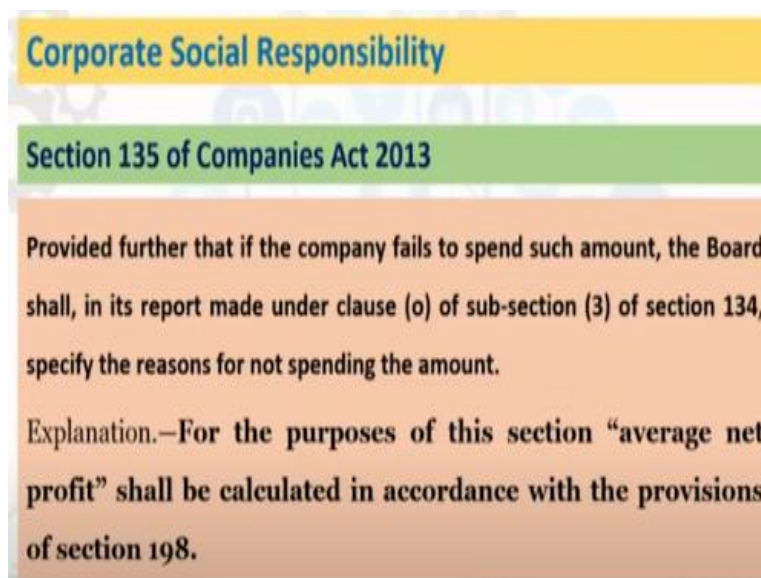 Corporate Social Responsibility
Section 135 of Companies Act 2013
Provided further that if the company fails to spend such amount, the Board
shall, in its report made under clause (o) of sub-section (3) of section 134,
specify the reasons for not spending the amount.
Explanation.—For the purposes of this section “average net
profit” shall be calculated in accordance with the provisions
of section 198.